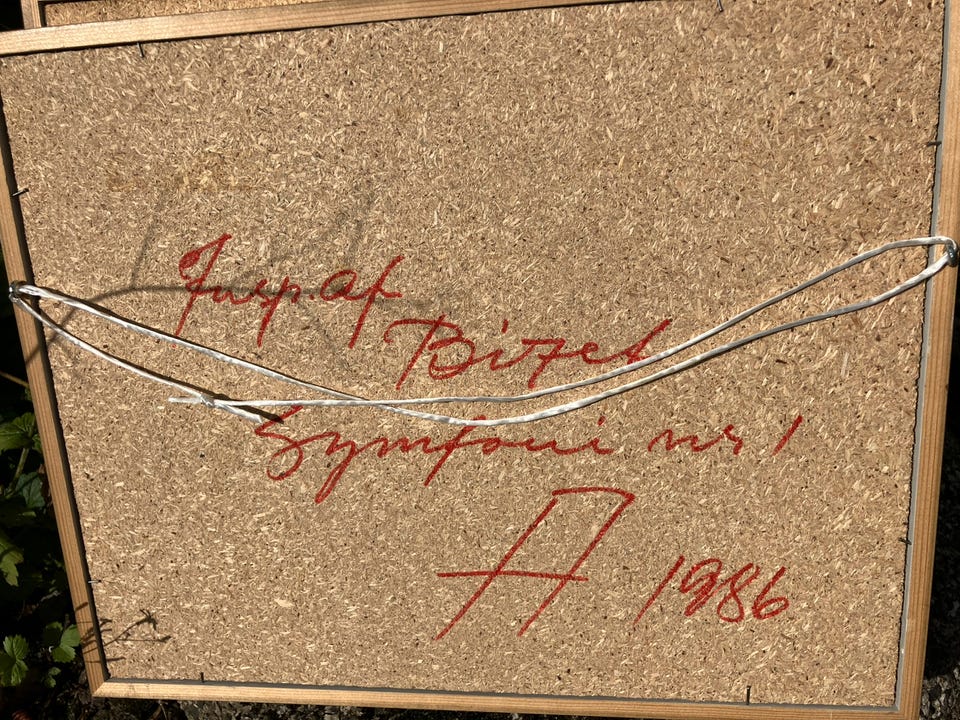 Insp. af
Bizet
Symfoni nr 1
A 1986